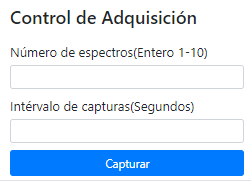 Control de Adquisición
Número de espectros(Entero 1-10)
Intérvalo de capturas(Segundos)
Capturar